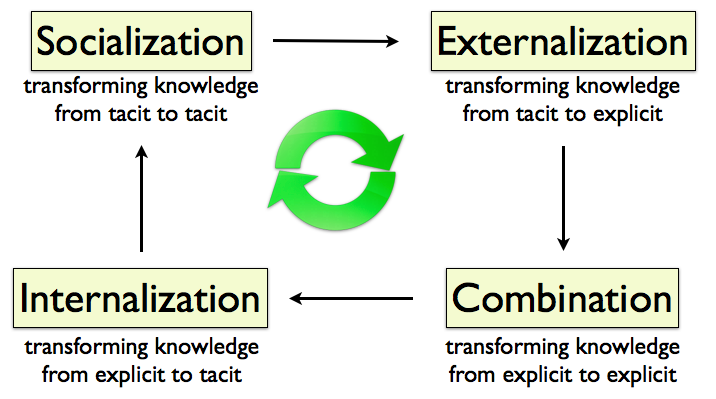 Socialization
transforming knowledge
from tacit to tacit
Externalization
transforming knowledge
from tacit to explicit
Internalization
transforming knowledge
from explicit to tacit
Combination
transforming knowledge
from explicit to explicit